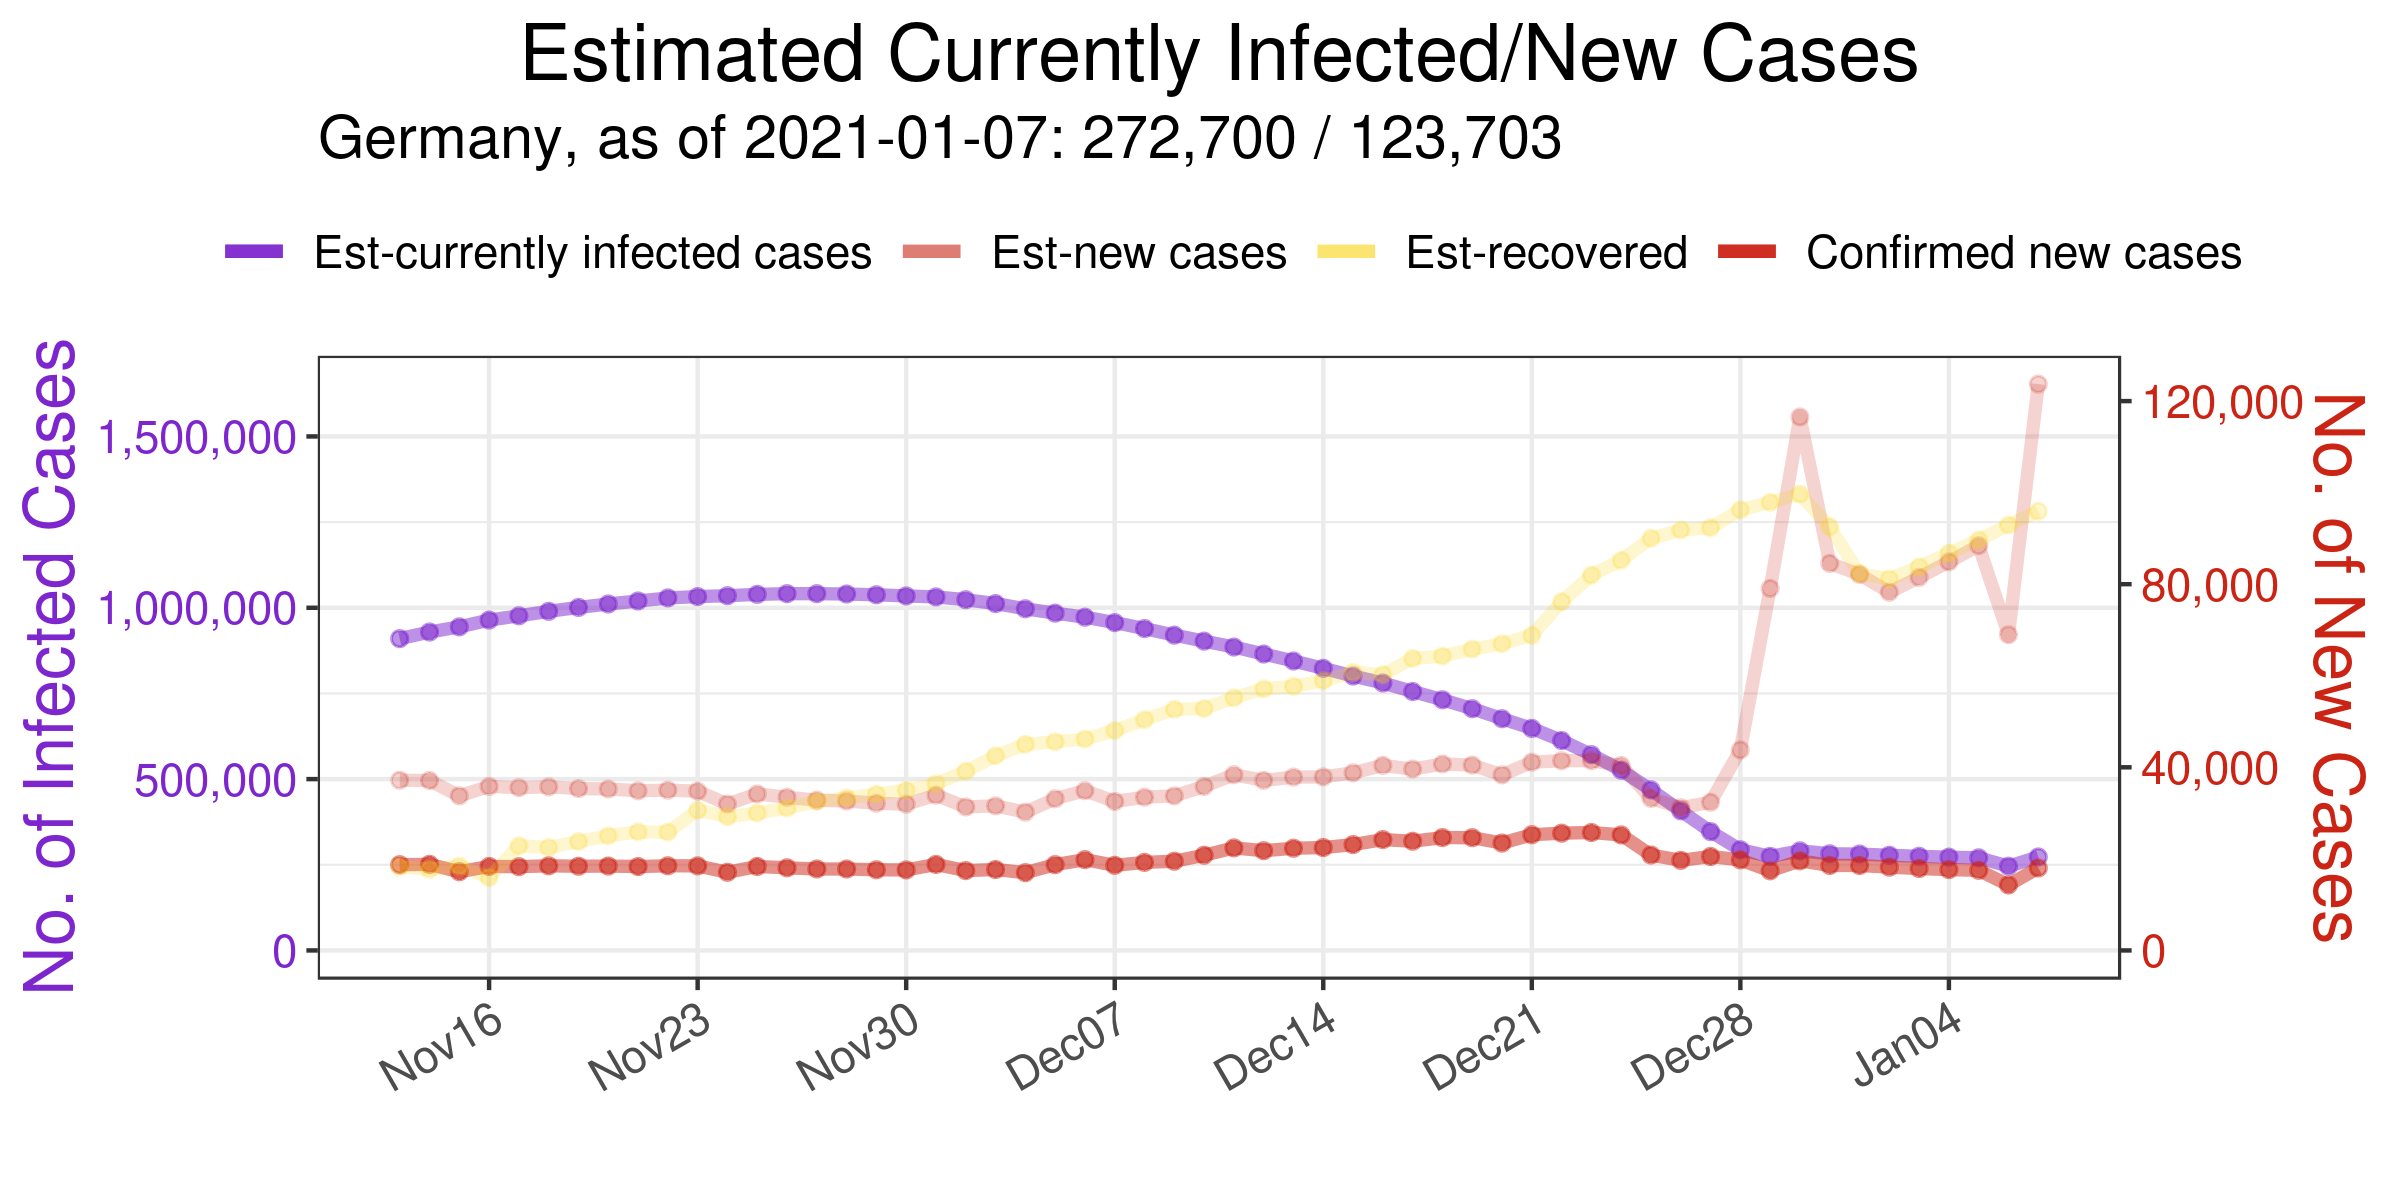 Estimated Currently Infected/New Cases
Germany, as of 2021-01-07: 272,700 / 123,703
Est-currently infected cases Est-new cases Est-recovered Confirmed new cases
No. of Infected Cases
1,500,000
1,000,000
500,000
0
120,000
80,000
40,000
0
No. of New Cases
Nov16 Nov23 Nov30 Dec07 Dec14 Dec21 Dec28 Jan04